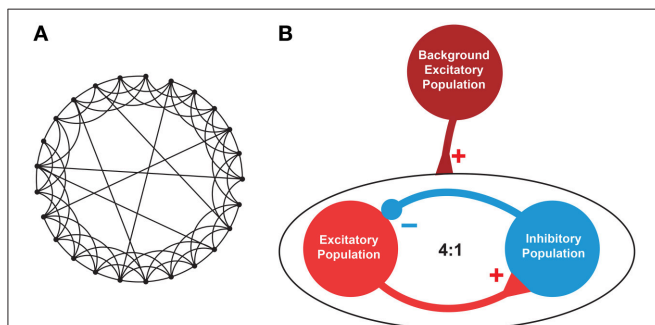 A
B
Background
Excitatory
Population
+
Excitatory
Population
−
4:1
+
Inhibitory
Population